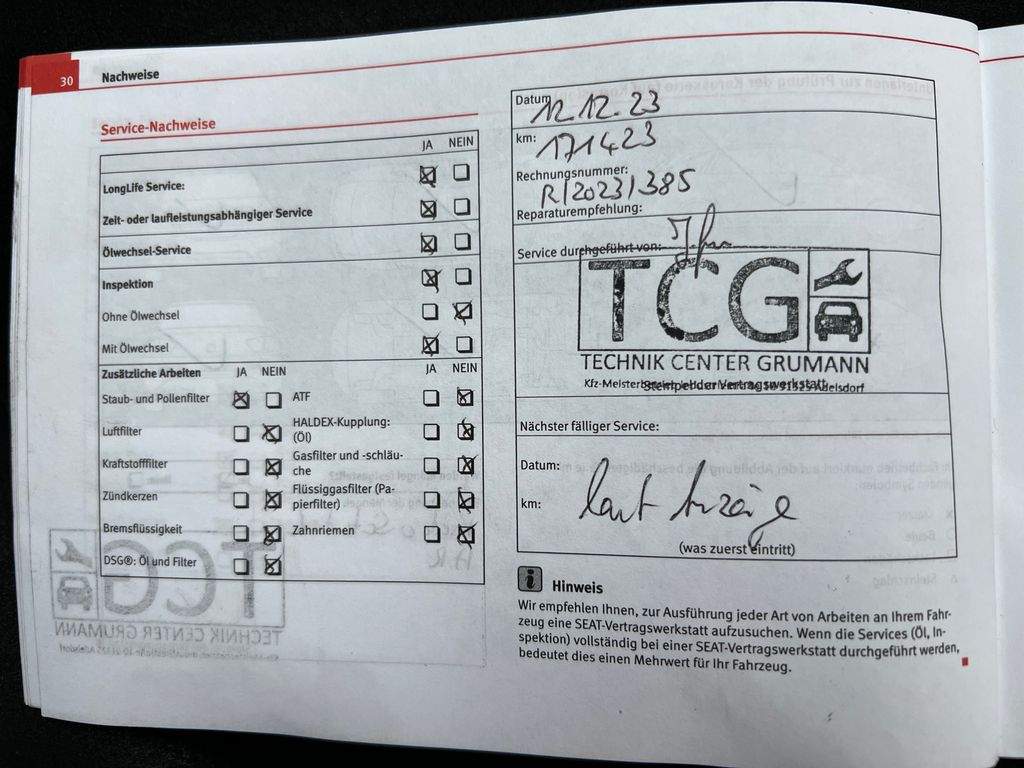 30 Nachweise
Service-Nachweise
JA NEIN
LongLife Service:
Zeit- oder laufleistungsabhängiger Service
Ölwechsel-Service
Inspektion
Ohne Ölwechsel
Mit Ölwechsel
Zusätzliche Arbeiten JA NEIN JA NEIN
Staub- und Pollenfilter ATF
Luftfilter HALDEX-Kupplung:
(Öl)
Kraftstofffilter Gasfilter und -schläu-
che
Zündkerzen Flüssiggasfilter (Pa-
pierfilter)
Bremsflüssigkeit Zahnriemen
DSG®: Öl und Filter
Datum
12.12.23
km:
171423
Rechnungsnummer:
R/2023/385
Reparaturempfehlung:
Service durchgeführt von:
TCG
TECHNIK CENTER GRUMANN
Kfz-Meisterbetrieb
Stempel der Vertragswerkstatt
91325 Adelsdorf
Nächster fälliger Service:
Datum:
km:
laut Anzeige
(was zuerst eintritt)
i Hinweis
Wir empfehlen Ihnen, zur Ausführung jeder Art von Arbeiten an Ihrem Fahr-
zeug eine SEAT-Vertragswerkstatt aufzusuchen. Wenn die Services (Öl, In-
spektion) vollständig bei einer SEAT-Vertragswerkstatt durchgeführt werden,
bedeutet dies einen Mehrwert für Ihr Fahrzeug.